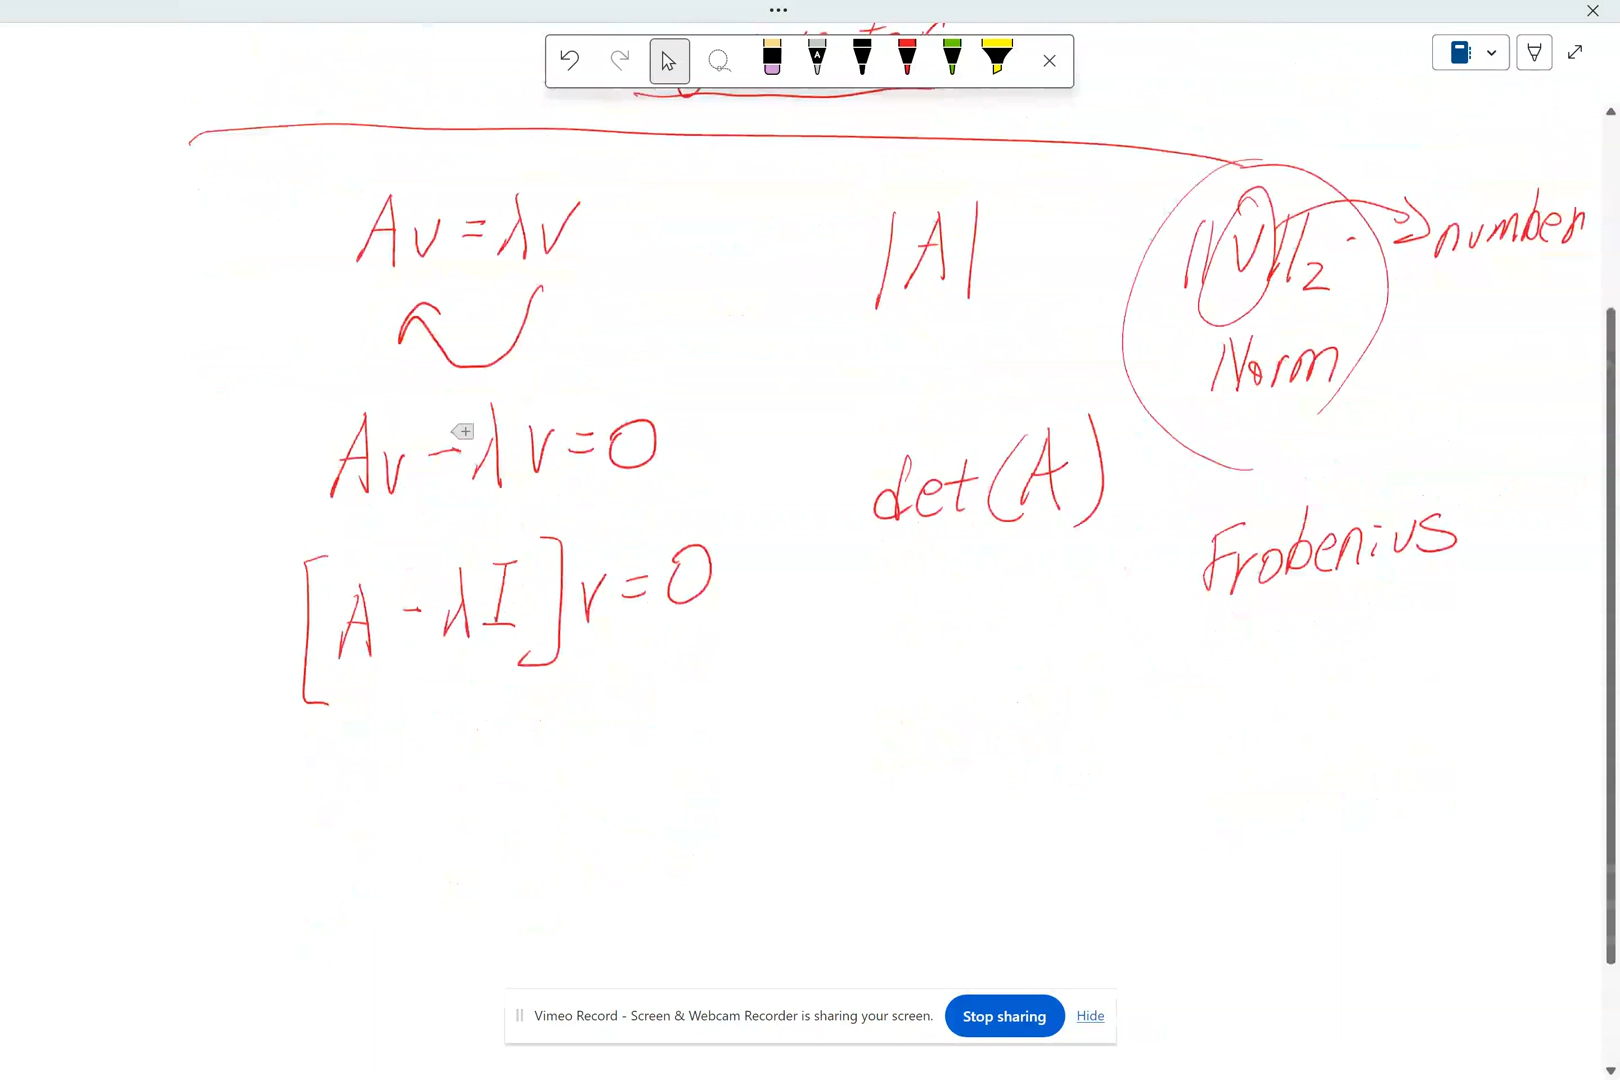 Av = λv
|A|
||v̂||₂ → number
Norm
Av - λv = 0
det(A)
Frobenius
[A - λI]v = 0
Vimeo Record - Screen & Webcam Recorder is sharing your screen.
Stop sharing
Hide